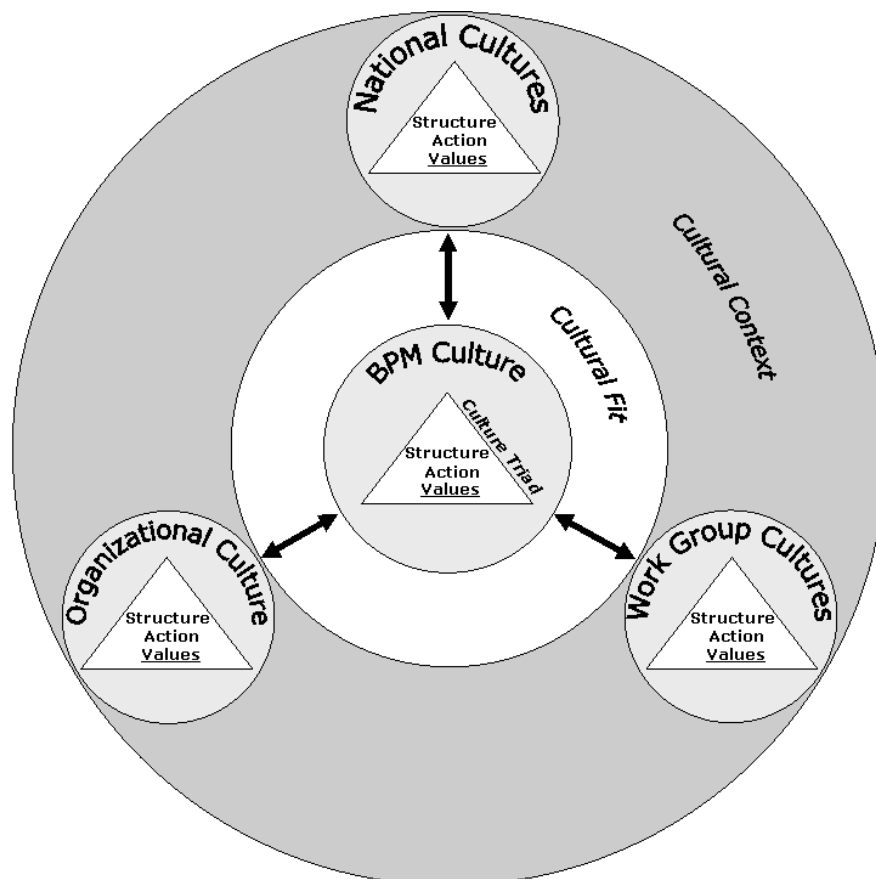 National Cultures
Structure
Action
Values
Cultural Context
Cultural Fit
BPM Culture
Culture Triad
Structure
Action
Values
Organizational Culture
Structure
Action
Values
Work Group Cultures
Structure
Action
Values